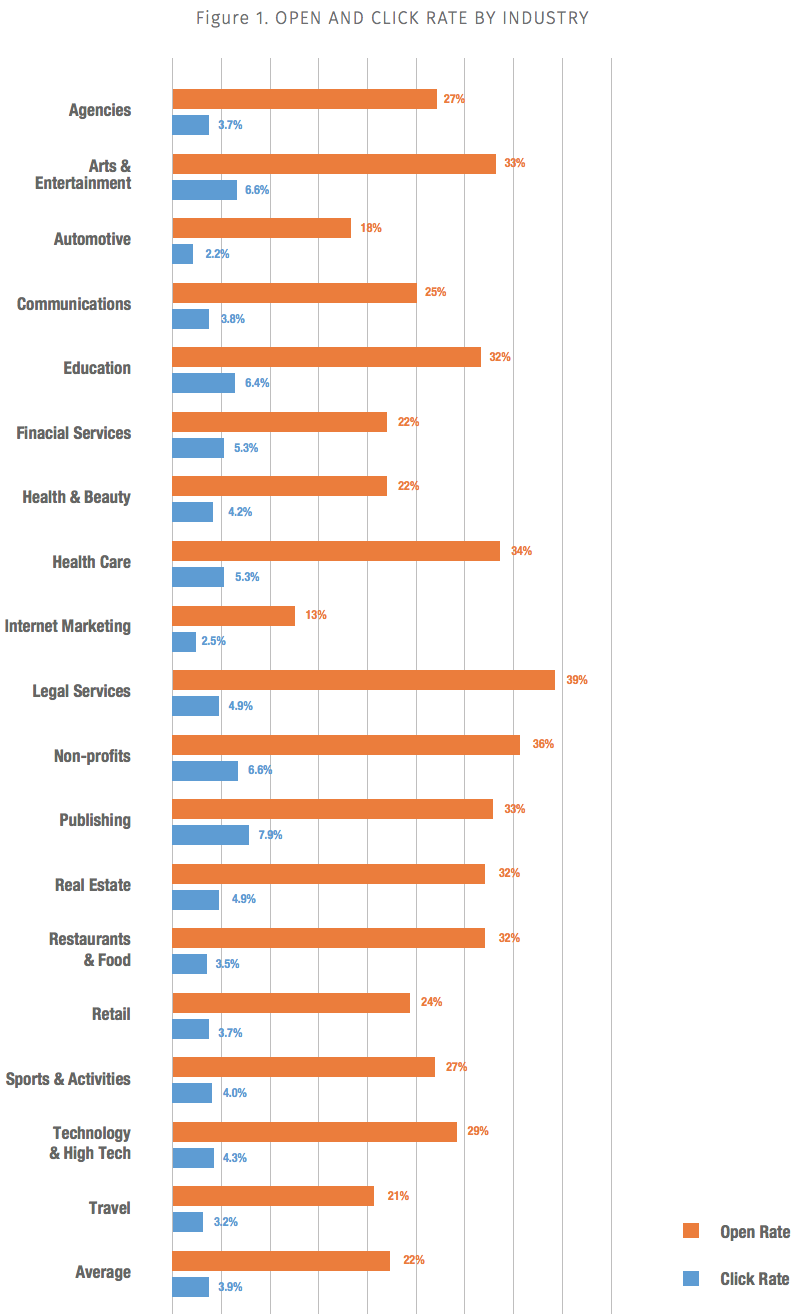 Figure 1. OPEN AND CLICK RATE BY INDUSTRY
Agencies
27%
3.7%
Arts &
Entertainment
33%
6.6%
Automotive
18%
2.2%
Communications
25%
3.8%
Education
32%
6.4%
Finacial Services
22%
5.3%
Health & Beauty
22%
4.2%
Health Care
34%
5.3%
Internet Marketing
13%
2.5%
Legal Services
39%
4.9%
Non-profits
36%
6.6%
Publishing
33%
7.9%
Real Estate
32%
4.9%
Restaurants
& Food
32%
3.5%
Retail
24%
3.7%
Sports & Activities
27%
4.0%
Technology
& High Tech
29%
4.3%
Travel
21%
3.2%
Average
22%
3.9%
Open Rate
Click Rate